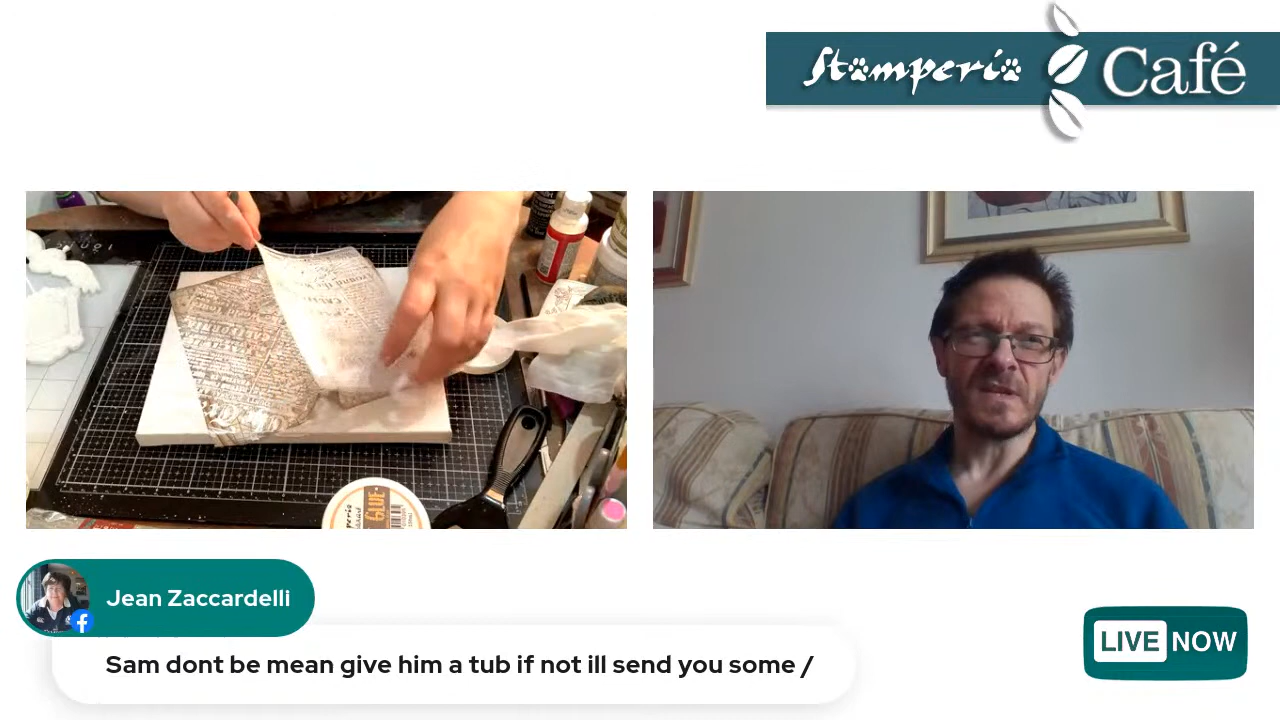 Stamperia Café
GLUE
Jean Zaccardelli
Sam dont be mean give him a tub if not ill send you some /
LIVE NOW